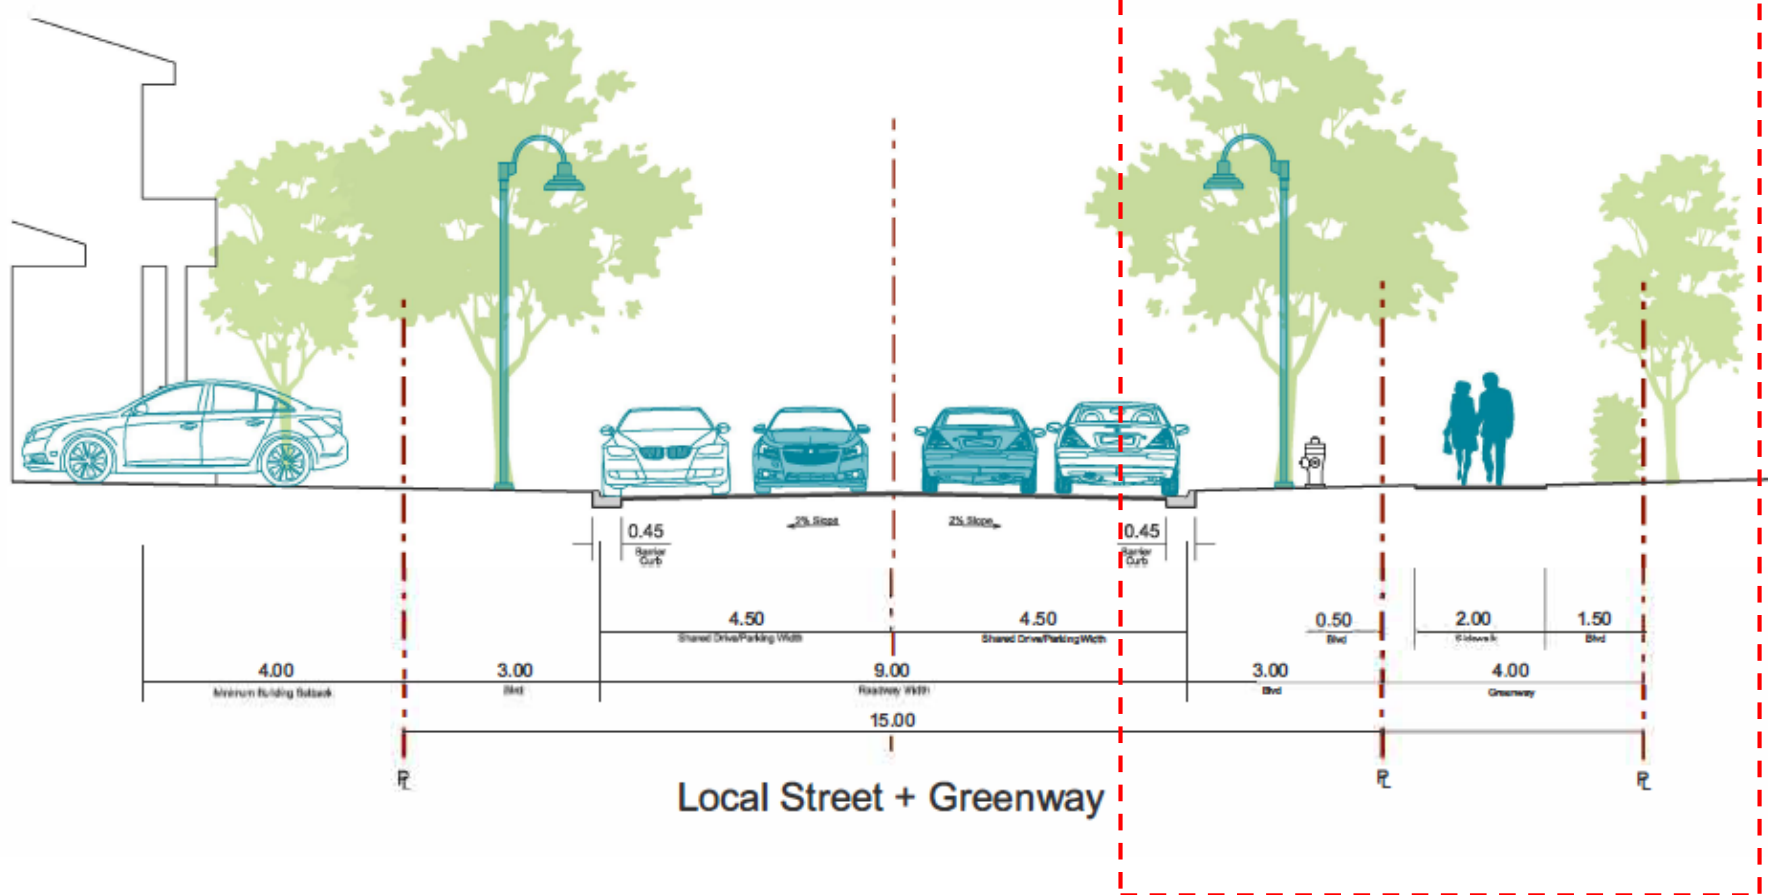 2% Slope
2% Slope
0.45
Barrier
Curb
0.45
Barrier
Curb
4.50
Shared Drive/Parking Width
4.50
Shared Drive/Parking Width
0.50
Blvd
2.00
Sidewalk
1.50
Blvd
4.00
Minimum Building Setback
3.00
Blvd
9.00
Roadway Width
3.00
Blvd
4.00
Greenway
15.00
PL
PL
PL
Local Street + Greenway